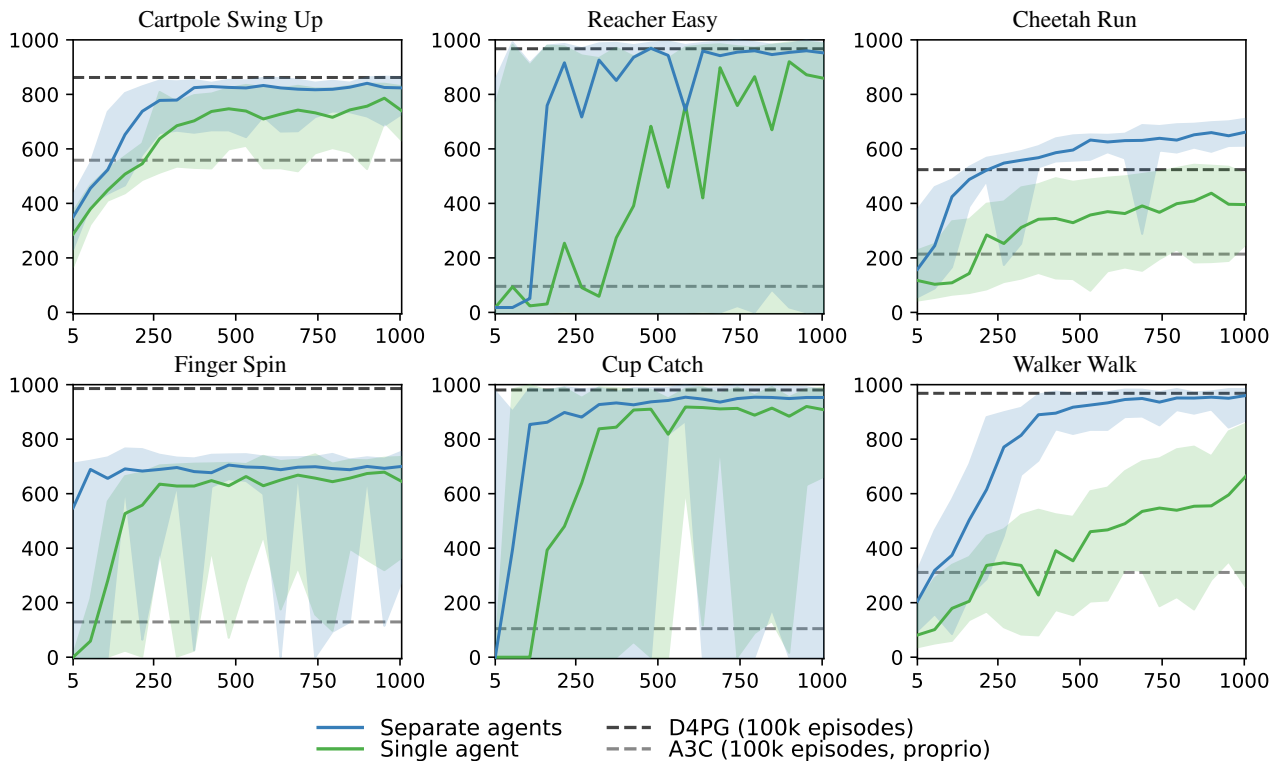 Cartpole Swing Up Reacher Easy Cheetah Run
1000 1000 1000
800 800 800
600 600 600
400 400 400
200 200 200
0 0 0
5 250 500 750 1000 5 250 500 750 1000 5 250 500 750 1000
Finger Spin Cup Catch Walker Walk
1000 1000 1000
800 800 800
600 600 600
400 400 400
200 200 200
0 0 0
5 250 500 750 1000 5 250 500 750 1000 5 250 500 750 1000
Separate agents D4PG (100k episodes)
Single agent A3C (100k episodes, proprio)